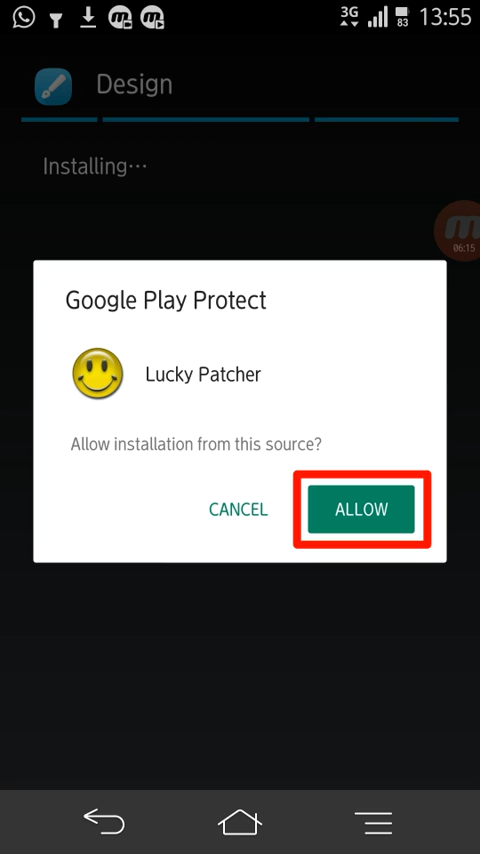 3G
83
13:55
Design
Installing···
06:15
Google Play Protect
Lucky Patcher
Allow installation from this source?
CANCEL
ALLOW